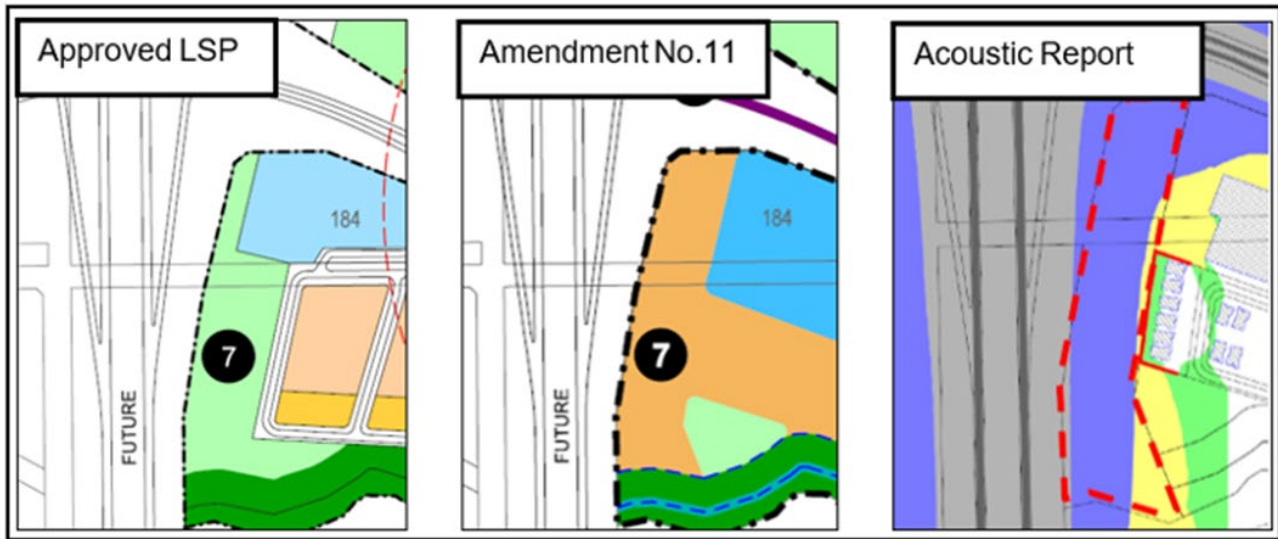 Approved LSP
184
7
FUTURE
Amendment No.11
184
7
FUTURE
Acoustic Report